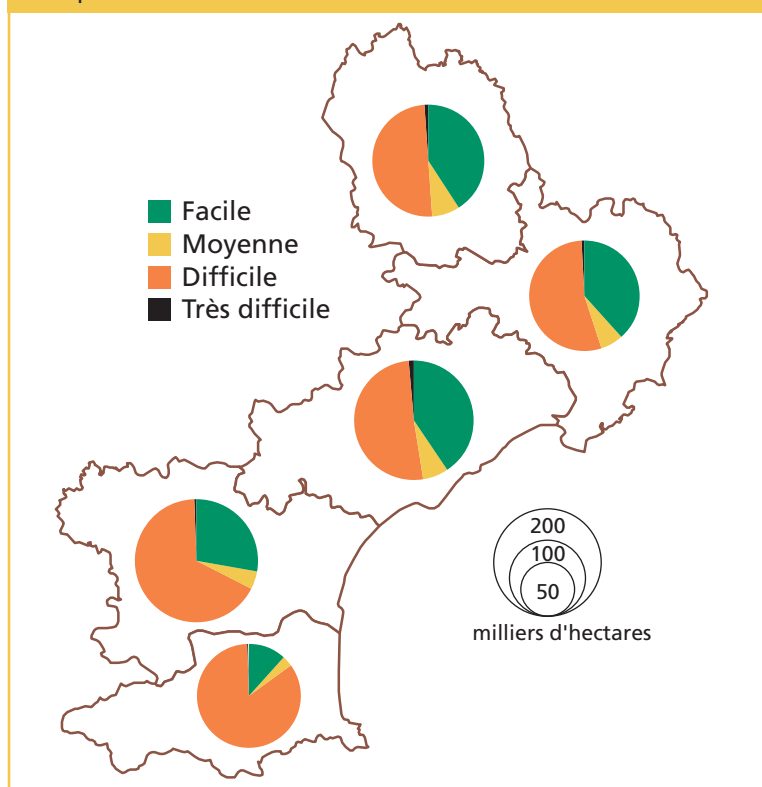 Facile
Moyenne
Difficile
Très difficile
200
100
50
milliers d'hectares